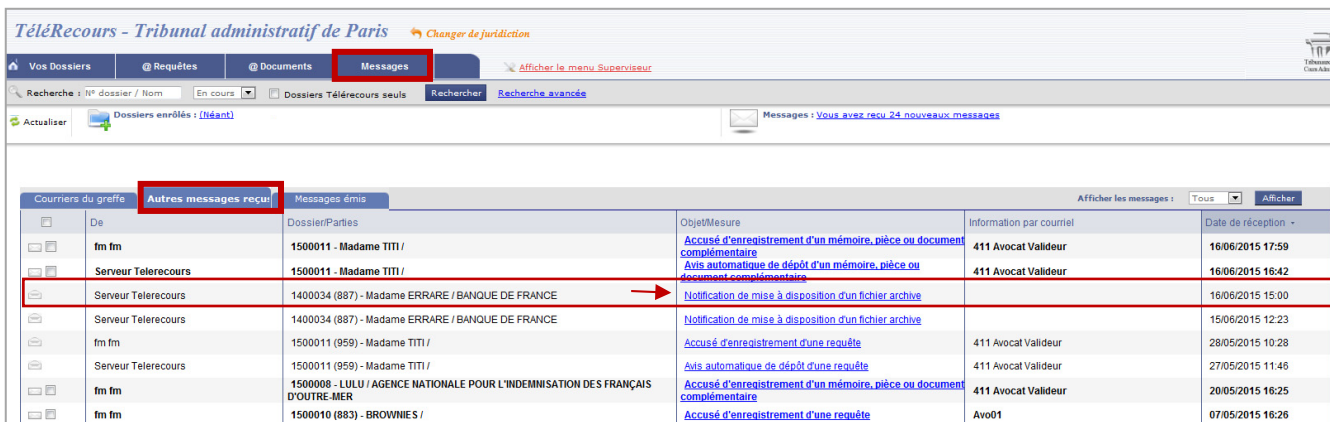 TéléRecours - Tribunal administratif de Paris Changer de juridiction
Vos Dossiers @ Requêtes @ Documents Messages Afficher le menu Superviseur
Recherche : N° dossier / Nom En cours Dossiers Télérecours seuls Rechercher Recherche avancée
Actualiser Dossiers enrôlés : (Néant) Messages : Vous avez reçu 24 nouveaux messages
Courriers du greffe Autres messages reçus Messages émis Afficher les messages : Tous Afficher
De Dossier/Parties Objet/Mesure Information par courriel Date de réception
fm fm 1500011 - Madame TITI / Accusé d'enregistrement d'un mémoire, pièce ou document complémentaire 411 Avocat Valideur 16/06/2015 17:59
Serveur Telerecours 1500011 - Madame TITI / Avis automatique de dépôt d'un mémoire, pièce ou document complémentaire 411 Avocat Valideur 16/06/2015 16:42
Serveur Telerecours 1400034 (887) - Madame ERRARE / BANQUE DE FRANCE Notification de mise à disposition d'un fichier archive 16/06/2015 15:00
Serveur Telerecours 1400034 (887) - Madame ERRARE / BANQUE DE FRANCE Notification de mise à disposition d'un fichier archive 15/06/2015 12:23
fm fm 1500011 (959) - Madame TITI / Accusé d'enregistrement d'une requête 411 Avocat Valideur 28/05/2015 10:28
Serveur Telerecours 1500011 (959) - Madame TITI / Avis automatique de dépôt d'une requête 411 Avocat Valideur 27/05/2015 11:46
fm fm 1500008 - LULU / AGENCE NATIONALE POUR L'INDEMNISATION DES FRANÇAIS D'OUTRE-MER Accusé d'enregistrement d'un mémoire, pièce ou document complémentaire 411 Avocat Valideur 20/05/2015 16:25
fm fm 1500010 (883) - BROWNIES / Accusé d'enregistrement d'une requête Avo01 07/05/2015 16:26